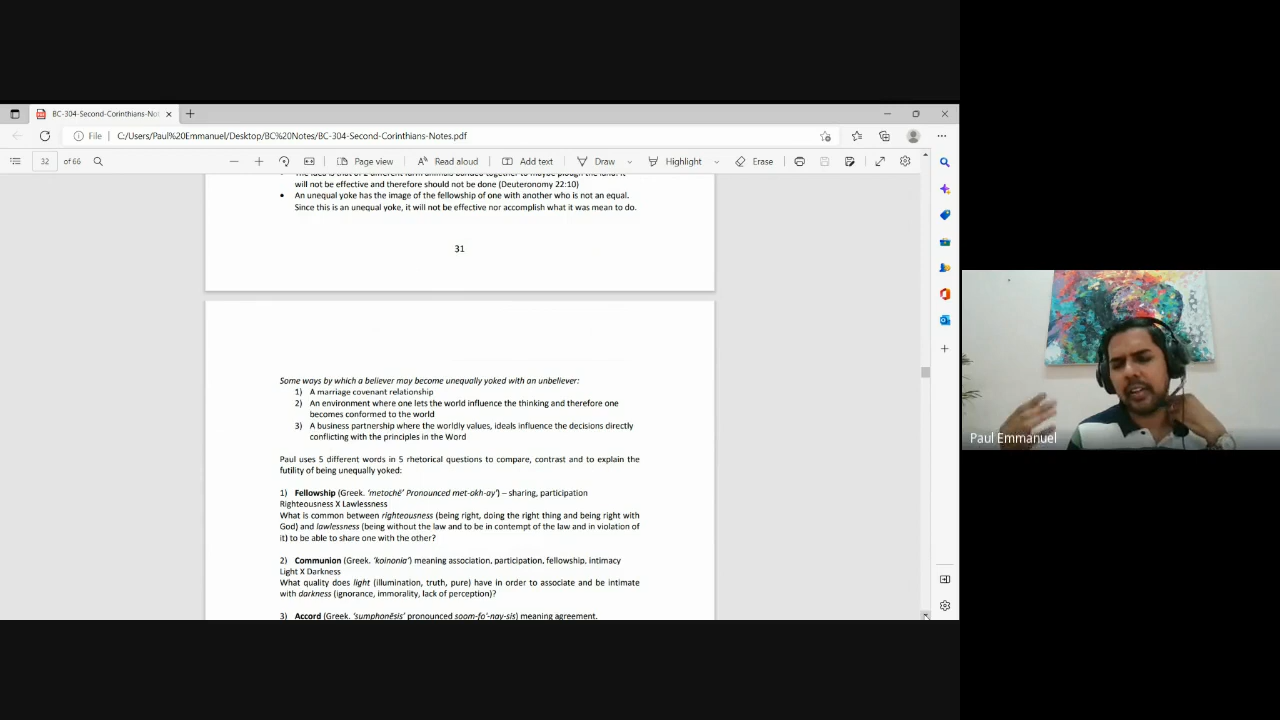 BC-304-Second-Corinthians-No
File
C:/Users/Paul%20Emmanuel/Desktop/BC%20Notes/BC-304-Second-Corinthians-Notes.pdf
32 of 66
Page view
Read aloud
Add text
Draw
Highlight
Erase
will not be effective and therefore should not be done (Deuteronomy 22:10)
• An unequal yoke has the image of the fellowship of one with another who is not an equal.
Since this is an unequal yoke, it will not be effective nor accomplish what it was mean to do.
31
Some ways by which a believer may become unequally yoked with an unbeliever:
1) A marriage covenant relationship
2) An environment where one lets the world influence the thinking and therefore one
becomes conformed to the world
3) A business partnership where the worldly values, ideals influence the decisions directly
conflicting with the principles in the Word
Paul uses 5 different words in 5 rhetorical questions to compare, contrast and to explain the
futility of being unequally yoked:
1) Fellowship (Greek. ‘metochē’ Pronounced met-okh-ay’) – sharing, participation
Righteousness X Lawlessness
What is common between righteousness (being right, doing the right thing and being right with
God) and lawlessness (being without the law and to be in contempt of the law and in violation of
it) to be able to share one with the other?
2) Communion (Greek. ‘koinonia’) meaning association, participation, fellowship, intimacy
Light X Darkness
What quality does light (illumination, truth, pure) have in order to associate and be intimate
with darkness (ignorance, immorality, lack of perception)?
3) Accord (Greek. ‘sumphonēsis’ pronounced soom-fo’-nay-sis) meaning agreement.
Paul Emmanuel